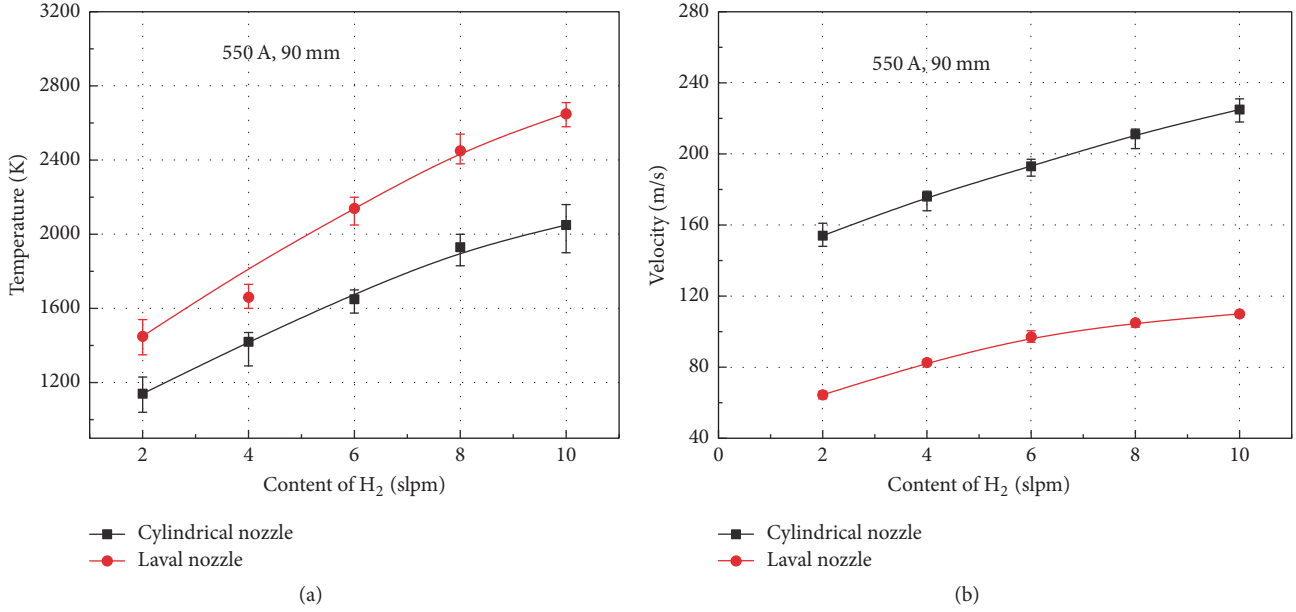 3200
2800
2400
2000
1600
1200
Temperature (K)
550 A, 90 mm
2 4 6 8 10
Content of H₂ (slpm)
Cylindrical nozzle
Laval nozzle
(a)
280
240
200
160
120
80
40
Velocity (m/s)
550 A, 90 mm
0 2 4 6 8 10
Content of H₂ (slpm)
Cylindrical nozzle
Laval nozzle
(b)